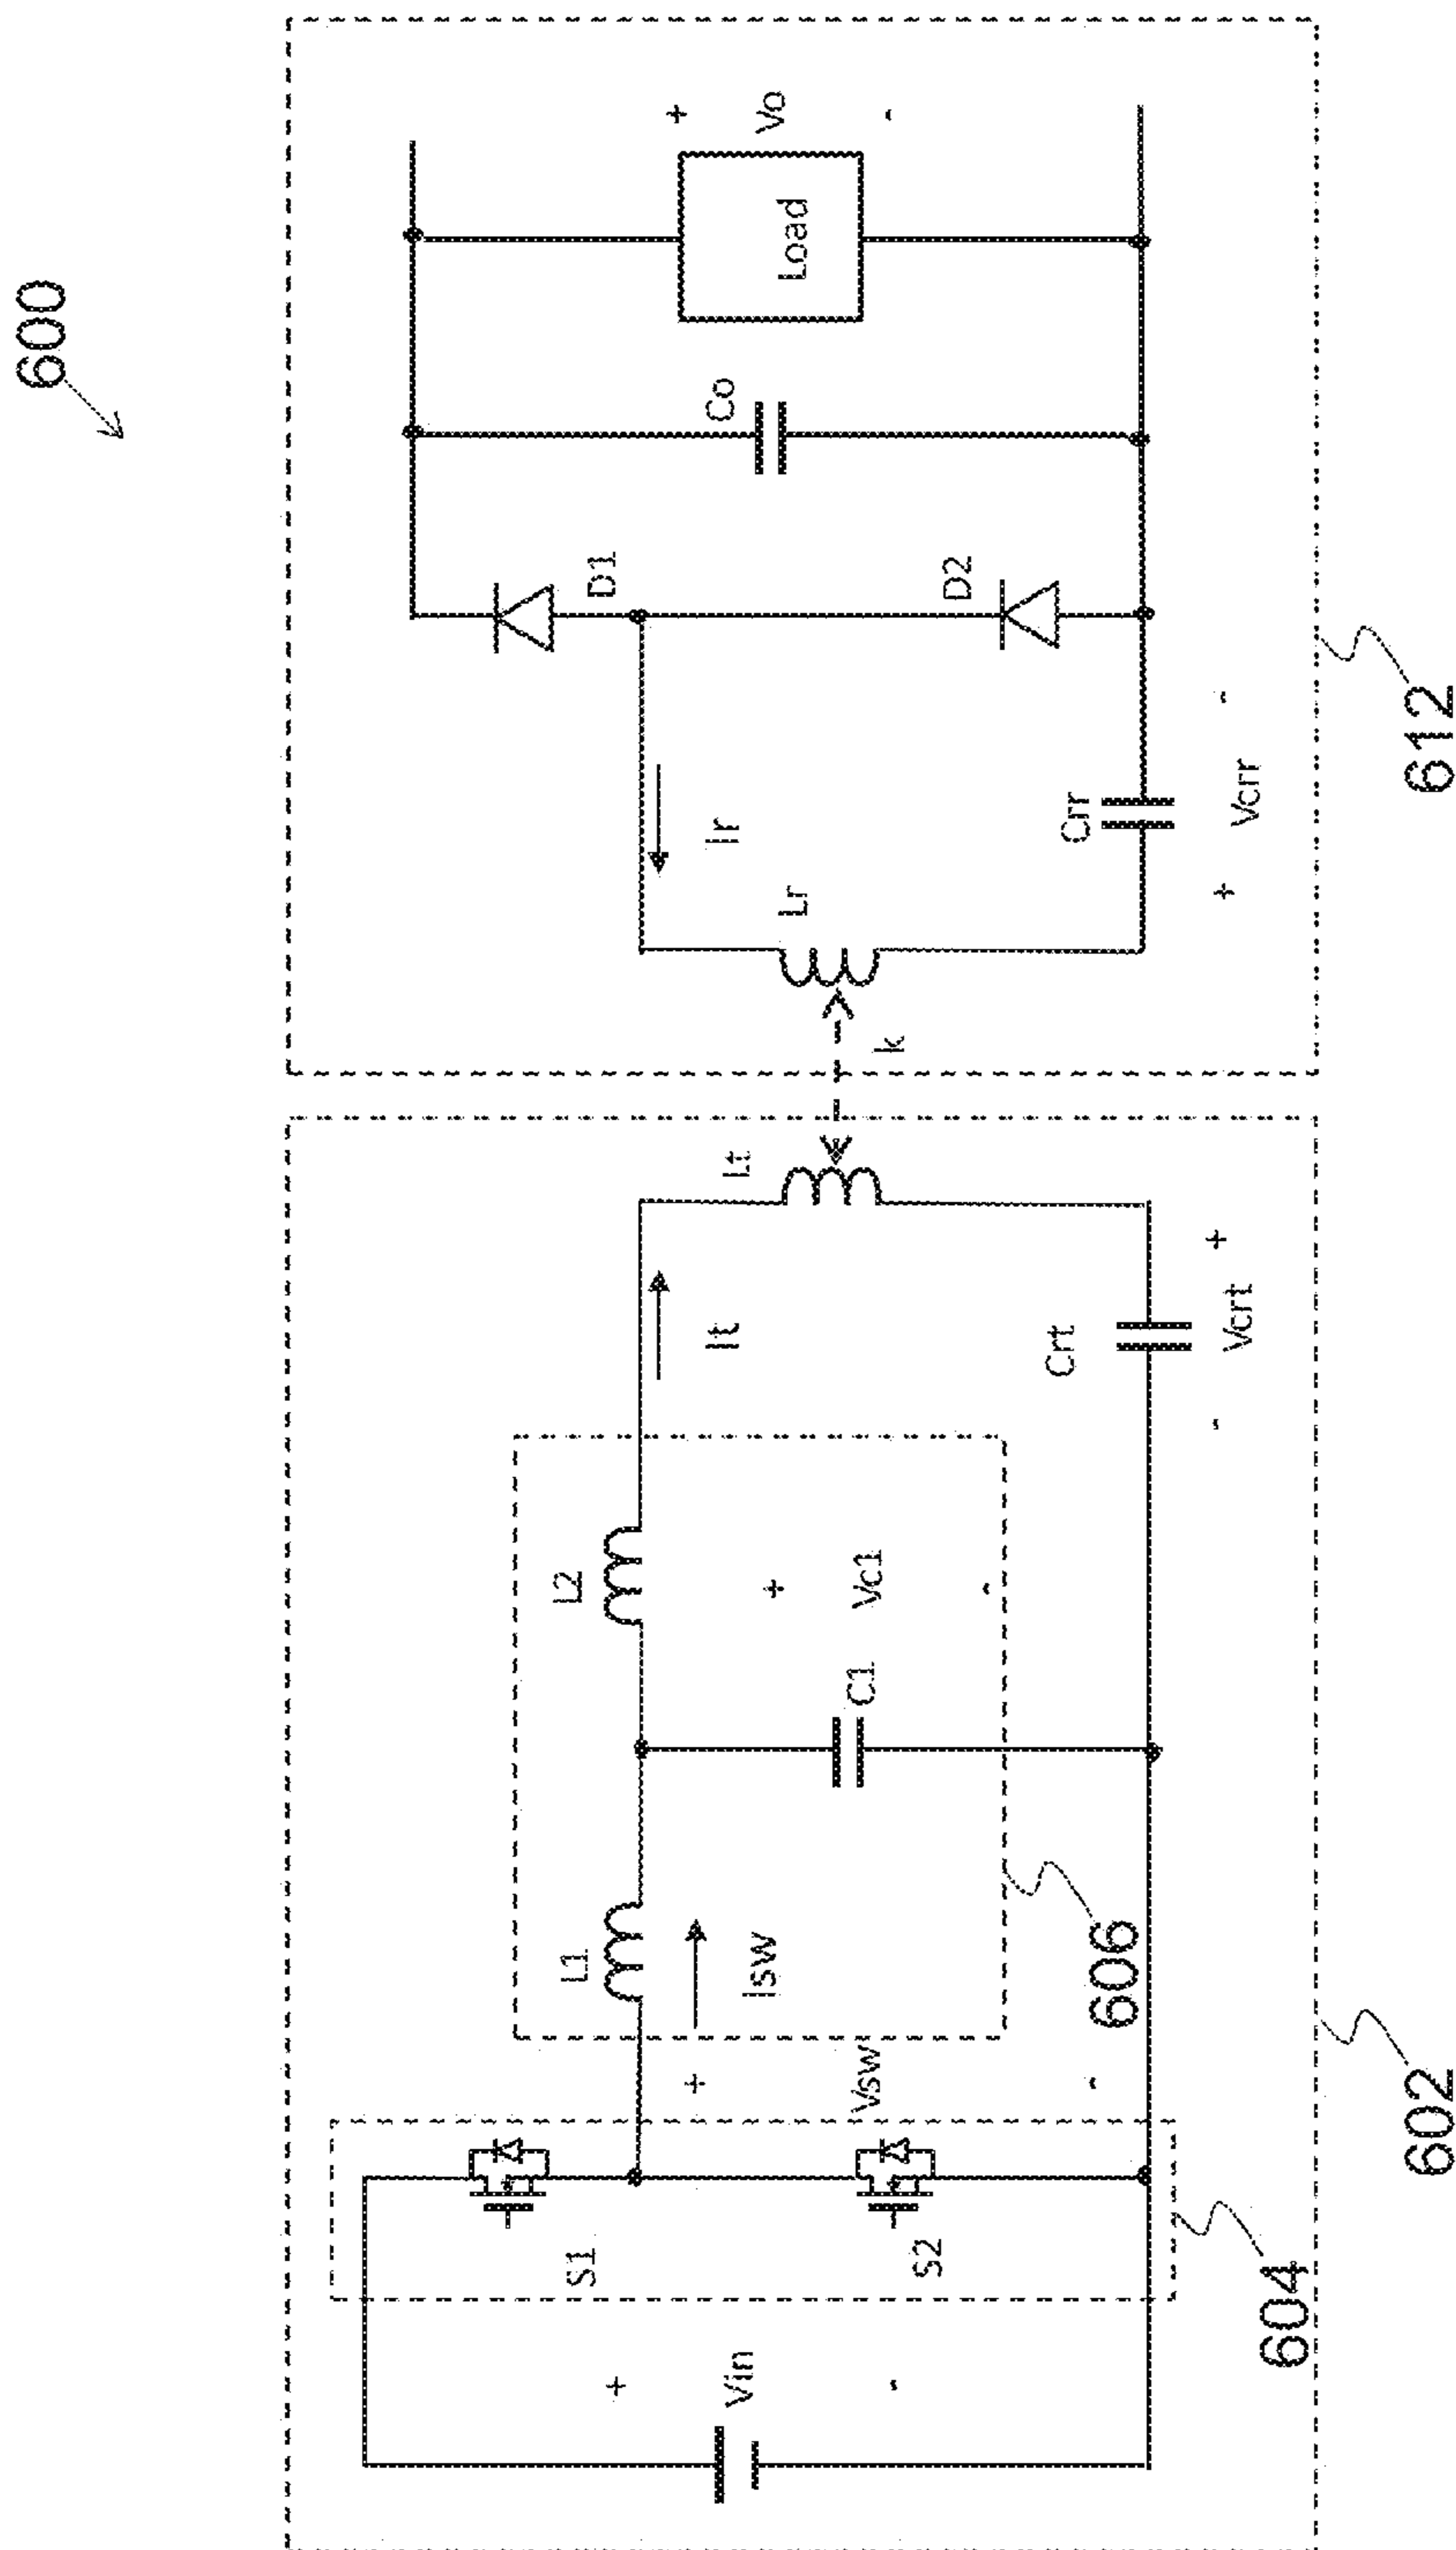 600
602
Vin
+
-
604
S1
S2
+
Vsw
-
606
L1
Isw
C1
+
Vc1
-
L2
It
Lt
Crt
-
Vcrt
+
k
612
Lr
Ir
Crr
+
Vcrr
-
D1
D2
Co
Load
+
Vo
-